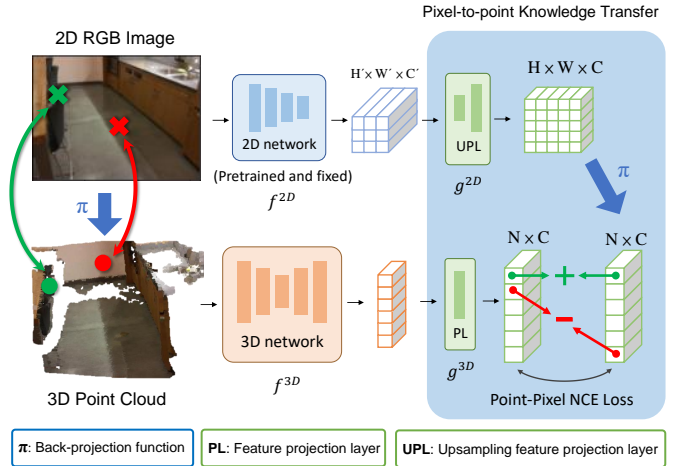 Pixel-to-point Knowledge Transfer
2D RGB Image
H´× W´ × C´
H × W × C
2D network
UPL
(Pretrained and fixed)
f^{2D}
g^{2D}
π
π
N × C
N × C
3D network
PL
f^{3D}
g^{3D}
3D Point Cloud
Point-Pixel NCE Loss
π: Back-projection function
PL: Feature projection layer
UPL: Upsampling feature projection layer